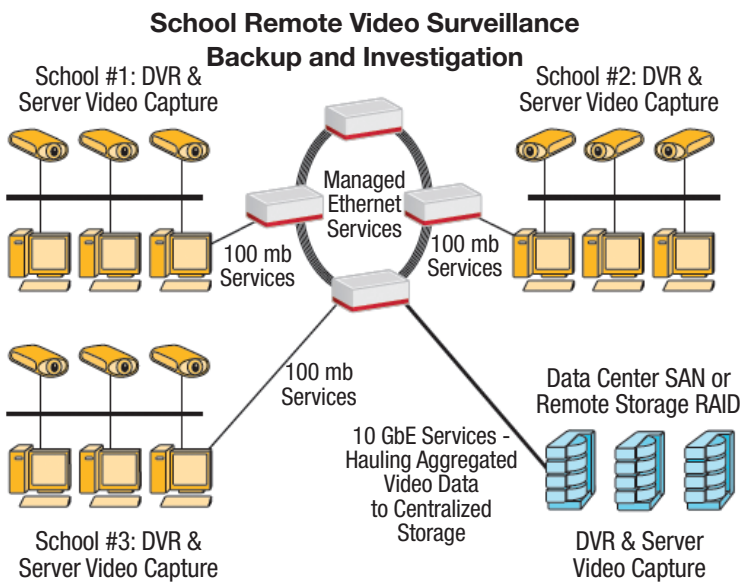 School Remote Video Surveillance
Backup and Investigation
School #1: DVR &
Server Video Capture
School #2: DVR &
Server Video Capture
Managed
Ethernet
Services
100 mb
Services
100 mb
Services
100 mb
Services
Data Center SAN or
Remote Storage RAID
10 GbE Services -
Hauling Aggregated
Video Data
to Centralized
Storage
School #3: DVR &
Server Video Capture
DVR & Server
Video Capture